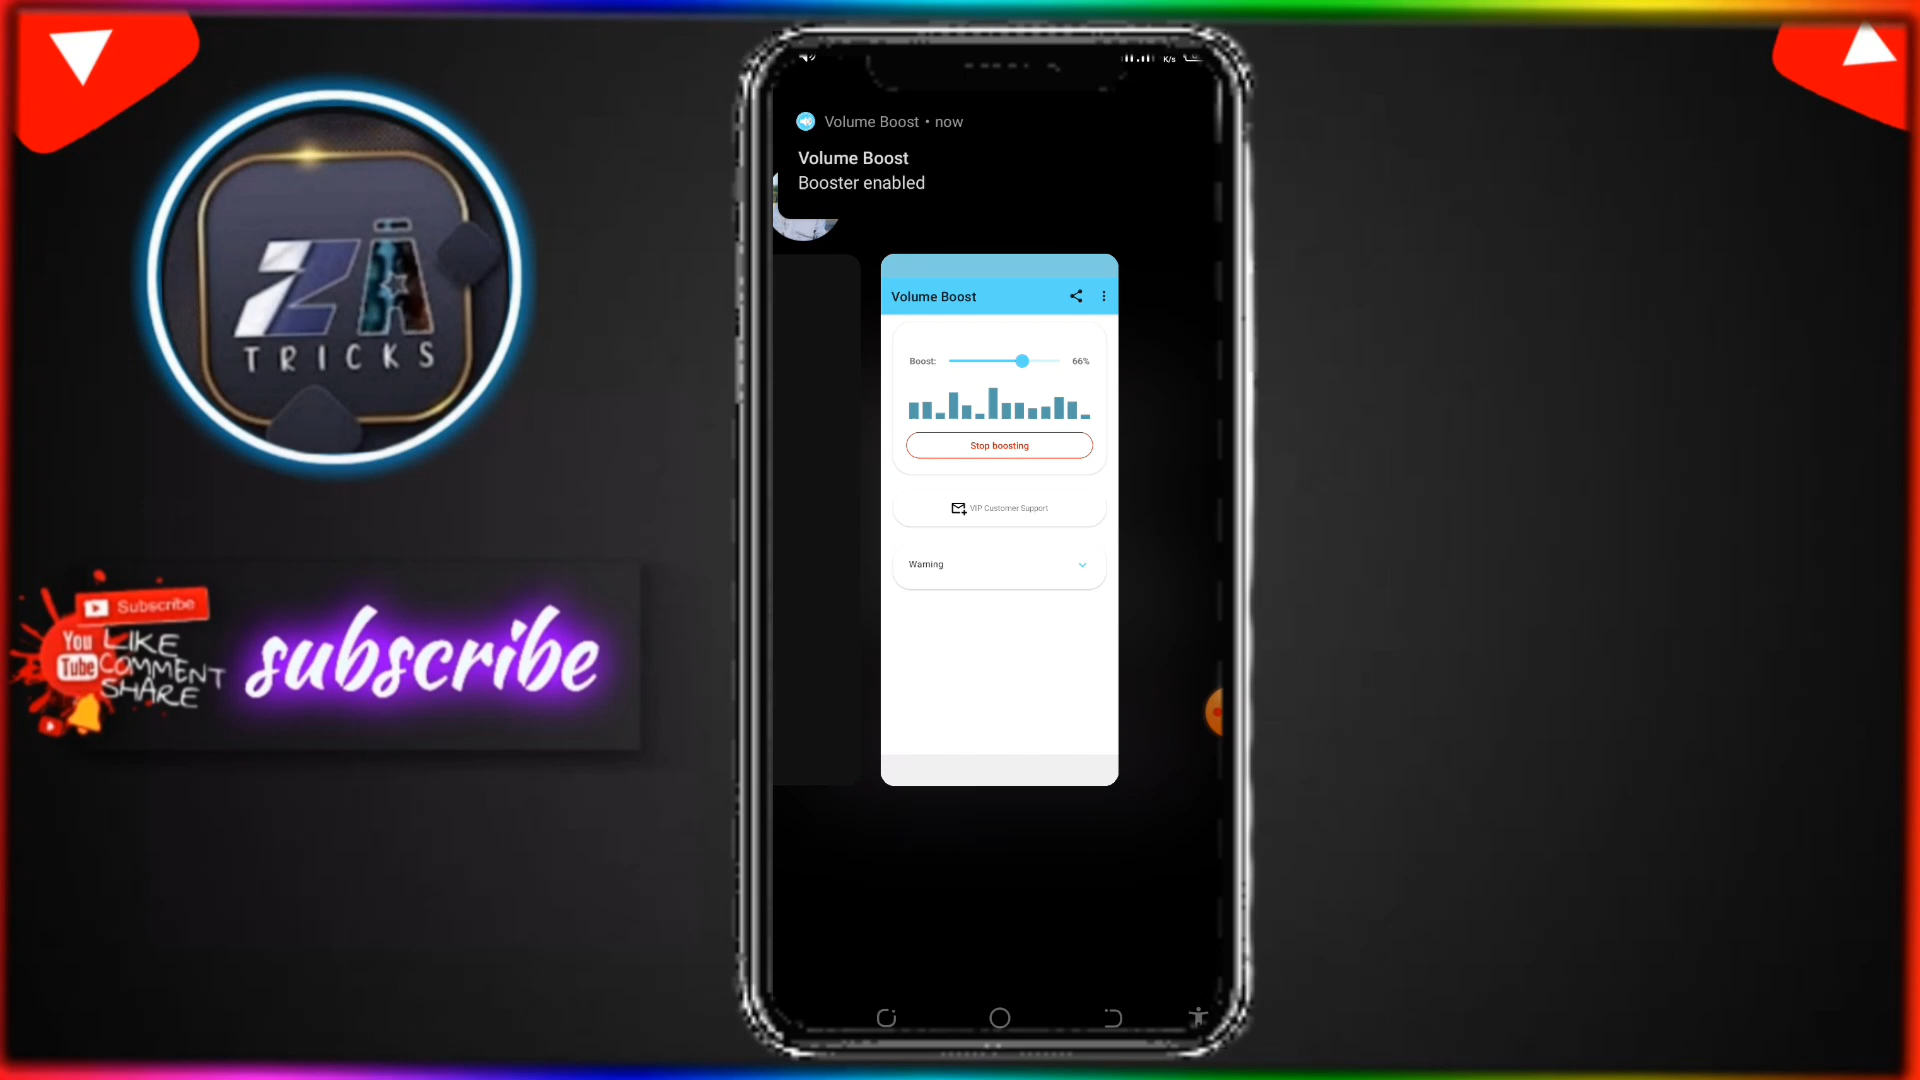 ZA
TRICKS
Subscribe
You
Tube
LIKE
COMMENT
SHARE
subscribe
K/s
Volume Boost • now
Volume Boost
Booster enabled
Volume Boost
Boost: 66%
Stop boosting
VIP Customer Support
Warning